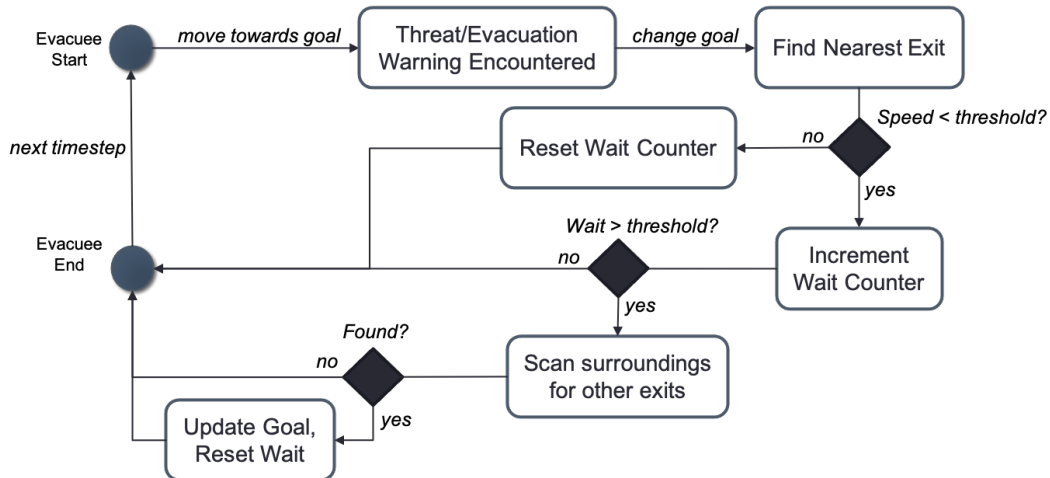 Evacuee
Start
move towards goal
Threat/Evacuation
Warning Encountered
change goal
Find Nearest Exit
Speed < threshold?
no
yes
Reset Wait Counter
next timestep
Evacuee
End
Wait > threshold?
no
yes
Increment
Wait Counter
Found?
no
yes
Scan surroundings
for other exits
Update Goal,
Reset Wait